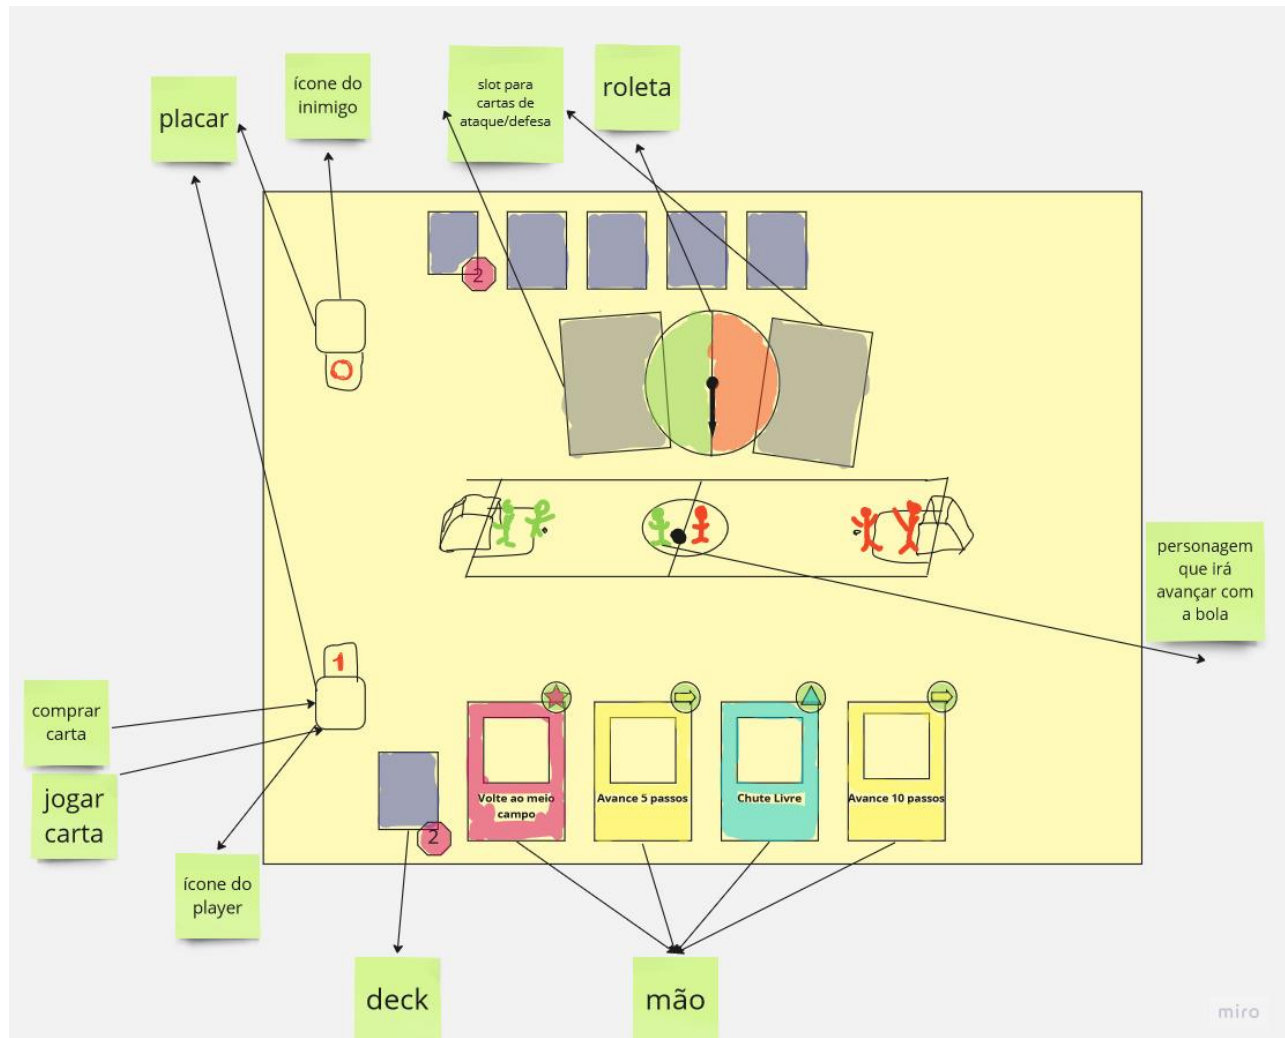 placar
ícone do
inimigo
slot para
cartas de
ataque/defesa
roleta
2
0
personagem
que irá
avançar com
a bola
1
comprar
carta
jogar
carta
ícone do
player
2
Volte ao meio
campo
Avance 5 passos
Chute Livre
Avance 10 passos
deck
mão
miro